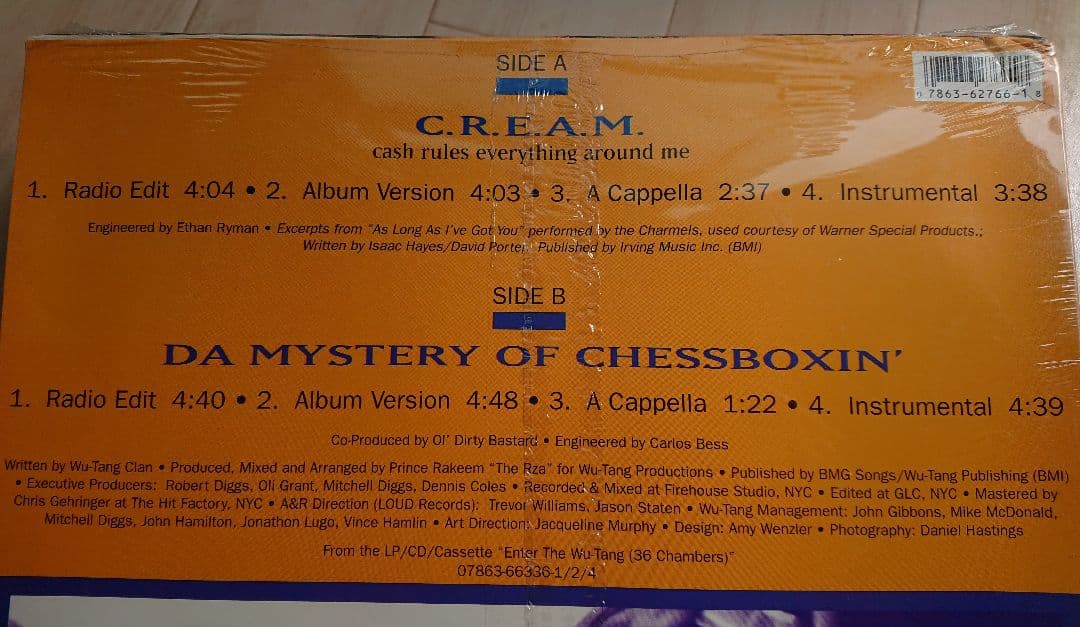 SIDE A
0 7863-62766-1 8
C.R.E.A.M.
cash rules everything around me
1. Radio Edit 4:04 • 2. Album Version 4:03 • 3. A Cappella 2:37 • 4. Instrumental 3:38
Engineered by Ethan Ryman • Excerpts from "As Long As I've Got You" performed by the Charmels, used courtesy of Warner Special Products.;
Written by Isaac Hayes/David Porter. Published by Irving Music Inc. (BMI)
SIDE B
DA MYSTERY OF CHESSBOXIN'
1. Radio Edit 4:40 • 2. Album Version 4:48 • 3. A Cappella 1:22 • 4. Instrumental 4:39
Co-Produced by Ol' Dirty Bastard • Engineered by Carlos Bess
Written by Wu-Tang Clan • Produced, Mixed and Arranged by Prince Rakeem "The Rza" for Wu-Tang Productions • Published by BMG Songs/Wu-Tang Publishing (BMI)
• Executive Producers: Robert Diggs, Oli Grant, Mitchell Diggs, Dennis Coles • Recorded & Mixed at Firehouse Studio, NYC • Edited at GLC, NYC • Mastered by
Chris Gehringer at The Hit Factory, NYC • A&R Direction (LOUD Records): Trevor Williams, Jason Staten • Wu-Tang Management: John Gibbons, Mike McDonald,
Mitchell Diggs, John Hamilton, Jonathon Lugo, Vince Hamlin • Art Direction: Jacqueline Murphy • Design: Amy Wenzler • Photography: Daniel Hastings
From the LP/CD/Cassette "Enter The Wu-Tang (36 Chambers)"
07863-66336-1/2/4